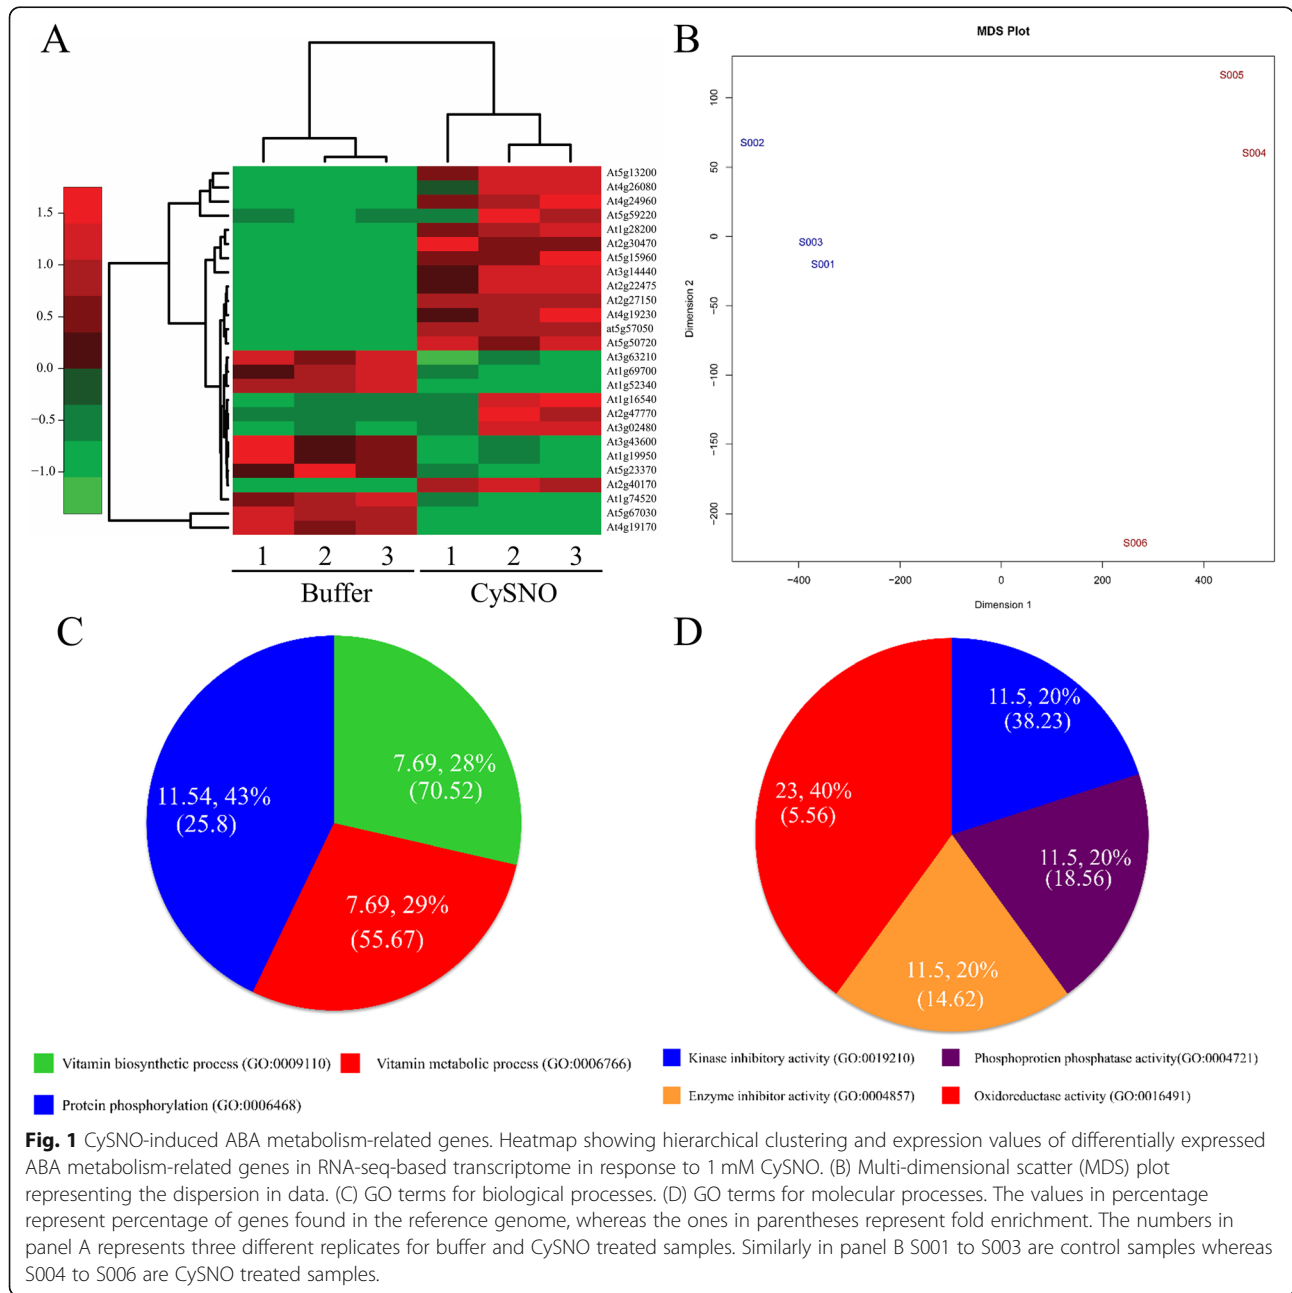 A
1.5
1.0
0.5
0.0
−0.5
−1.0
At5g13200
At4g26080
At4g24960
At5g59220
At1g28200
At2g30470
At5g15960
At3g14440
At2g22475
At2g27150
At4g19230
at5g57050
At5g50720
At3g63210
At1g69700
At1g52340
At1g16540
At2g47770
At3g02480
At3g43600
At1g19950
At5g23370
At2g40170
At1g74520
At5g67030
At4g19170
1 2 3 1 2 3
Buffer CySNO
B
MDS Plot
Dimension 2
100
50
0
−50
−100
−150
−200
S005
S002
S004
S003
S001
S006
−400 −200 0 200 400
Dimension 1
C
7.69, 28%
(70.52)
11.54, 43%
(25.8)
7.69, 29%
(55.67)
Vitamin biosynthetic process (GO:0009110) Vitamin metabolic process (GO:0006766)
Protein phosphorylation (GO:0006468)
D
11.5, 20%
(38.23)
23, 40%
(5.56)
11.5, 20%
(18.56)
11.5, 20%
(14.62)
Kinase inhibitory activity (GO:0019210) Phosphoprotien phosphatase activity(GO:0004721)
Enzyme inhibitor activity (GO:0004857) Oxidoreductase activity (GO:0016491)
Fig. 1 CySNO-induced ABA metabolism-related genes. Heatmap showing hierarchical clustering and expression values of differentially expressed
ABA metabolism-related genes in RNA-seq-based transcriptome in response to 1 mM CySNO. (B) Multi-dimensional scatter (MDS) plot
representing the dispersion in data. (C) GO terms for biological processes. (D) GO terms for molecular processes. The values in percentage
represent percentage of genes found in the reference genome, whereas the ones in parentheses represent fold enrichment. The numbers in
panel A represents three different replicates for buffer and CySNO treated samples. Similarly in panel B S001 to S003 are control samples whereas
S004 to S006 are CySNO treated samples.